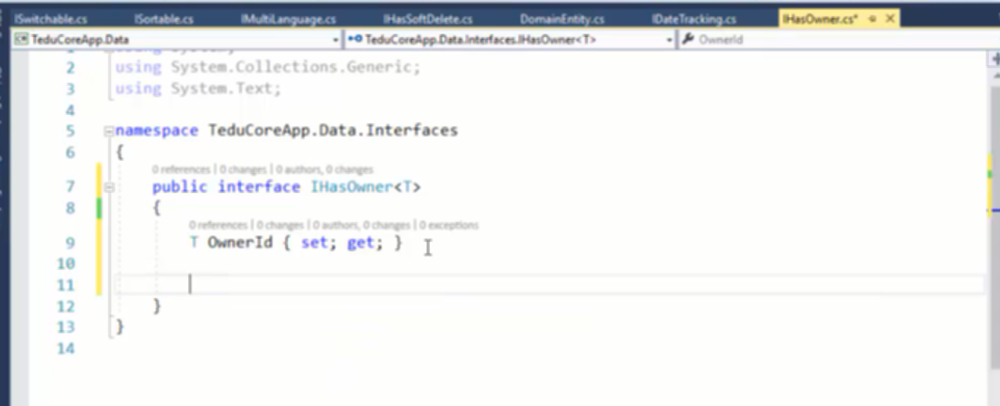 ISwitchable.cs ISortable.cs IMultiLanguage.cs IHasSoftDelete.cs DomainEntity.cs IDateTracking.cs IHasOwner.cs*
TeduCoreApp.Data TeduCoreApp.Data.Interfaces.IHasOwner<T> OwnerId
1 using System;
2 using System.Collections.Generic;
3 using System.Text;
4
5 namespace TeduCoreApp.Data.Interfaces
6 {
0 references | 0 changes | 0 authors, 0 changes
7 public interface IHasOwner<T>
8 {
0 references | 0 changes | 0 authors, 0 changes | 0 exceptions
9 T OwnerId { set; get; }
10
11
12 }
13 }
14